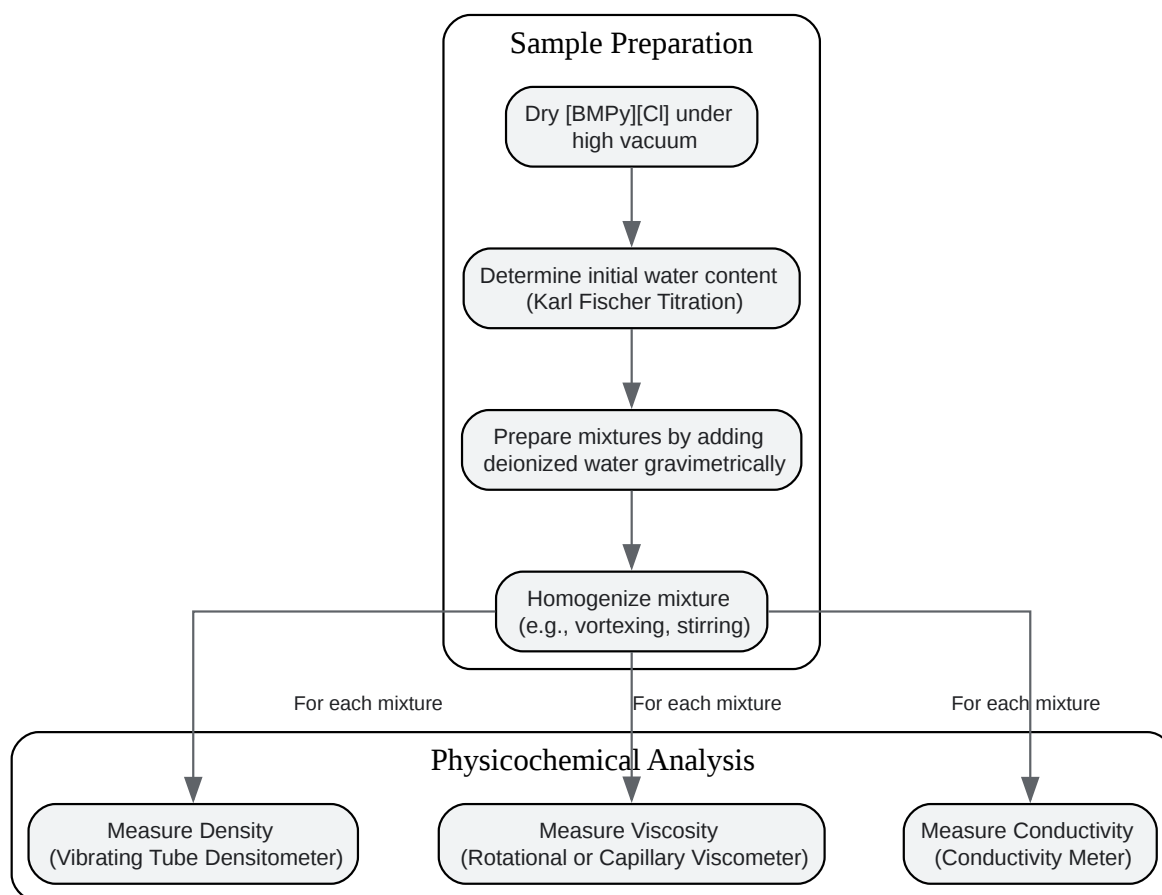 Sample Preparation
Dry [BMPy][Cl] under
high vacuum
Determine initial water content
(Karl Fischer Titration)
Prepare mixtures by adding
deionized water gravimetrically
Homogenize mixture
(e.g., vortexing, stirring)
For each mixture
For each mixture
For each mixture
Physicochemical Analysis
Measure Density
(Vibrating Tube Densitometer)
Measure Viscosity
(Rotational or Capillary Viscometer)
Measure Conductivity
(Conductivity Meter)